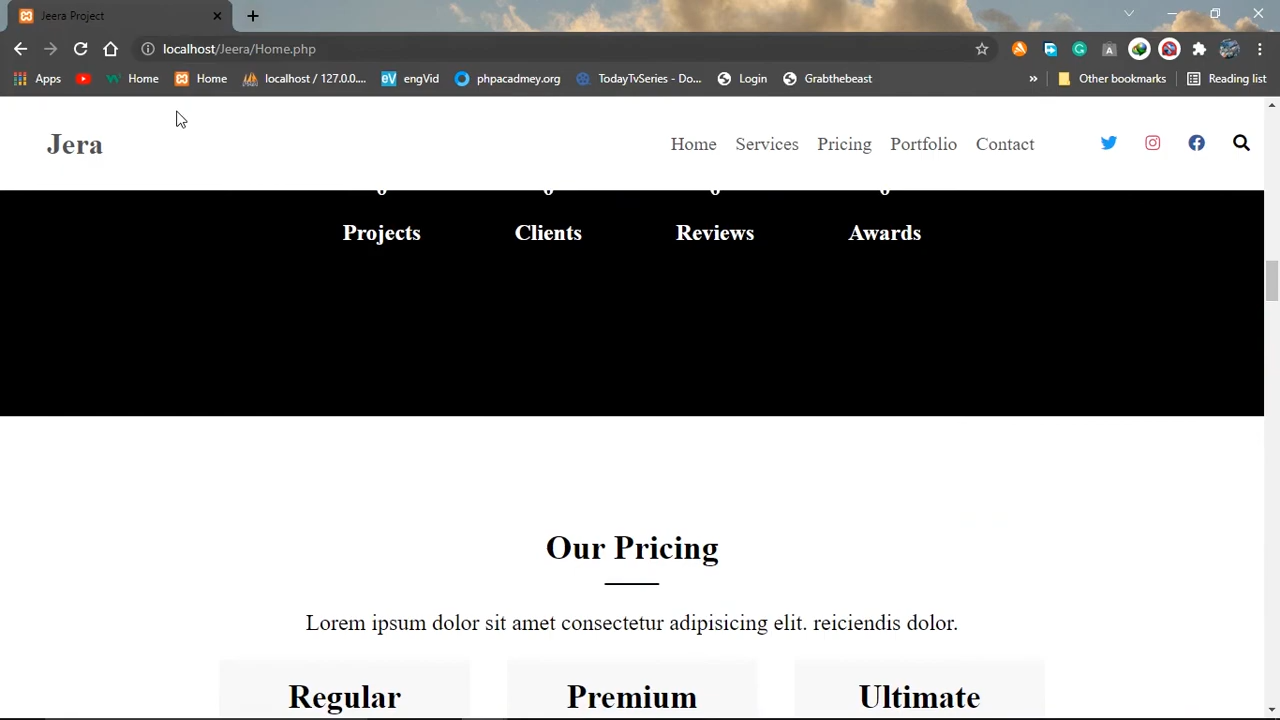 Jeera Project
localhost/Jeera/Home.php
Apps
Home
Home
localhost / 127.0.0....
eV engVid
phpacadmey.org
TodayTvSeries - Do...
Login
Grabthebeast
»
Other bookmarks
Reading list
Jera
Home
Services
Pricing
Portfolio
Contact
Projects
Clients
Reviews
Awards
Our Pricing
Lorem ipsum dolor sit amet consectetur adipisicing elit. reiciendis dolor.
Regular
Premium
Ultimate